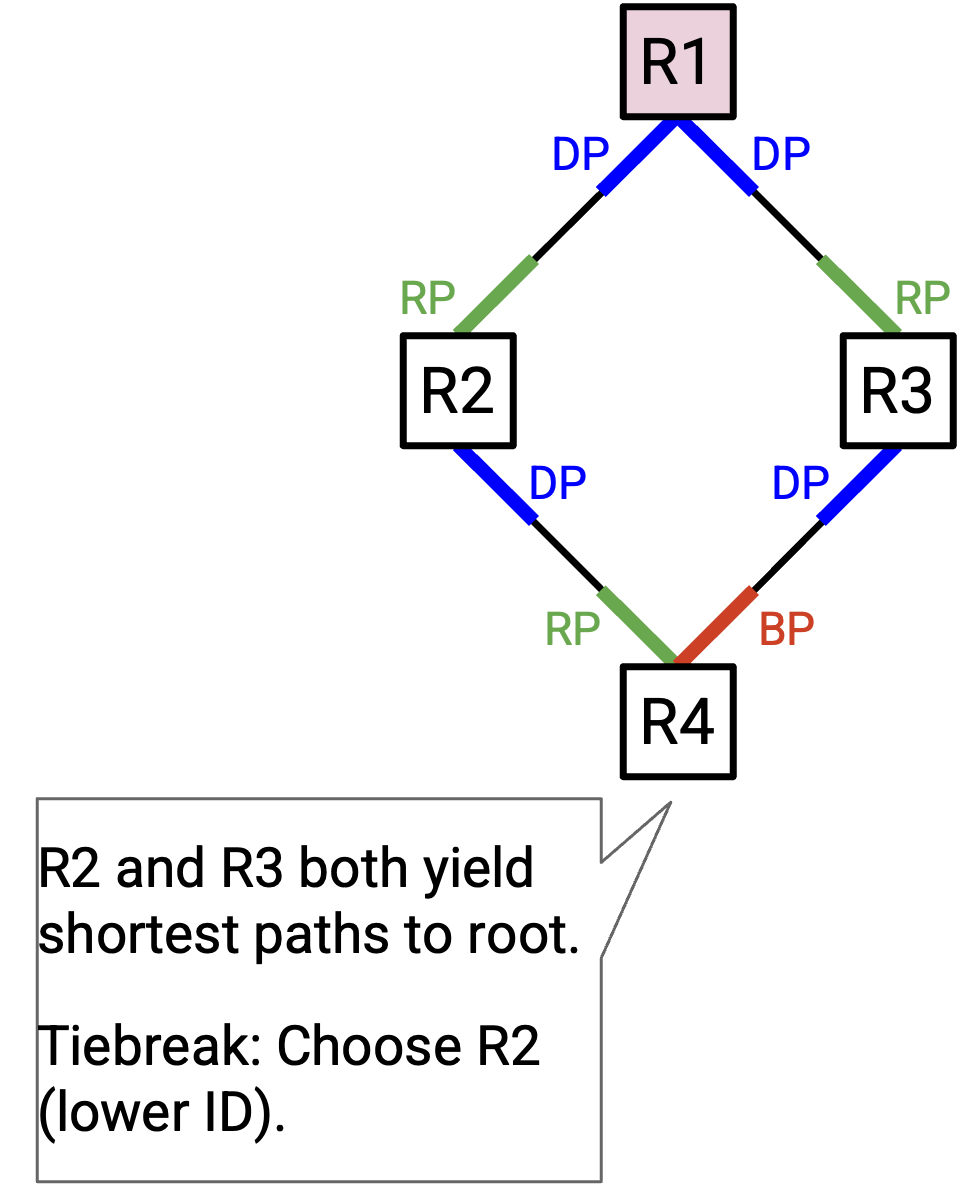 R1
DP
DP
RP
RP
R2
R3
DP
DP
RP
BP
R4
R2 and R3 both yield
shortest paths to root.
Tiebreak: Choose R2
(lower ID).